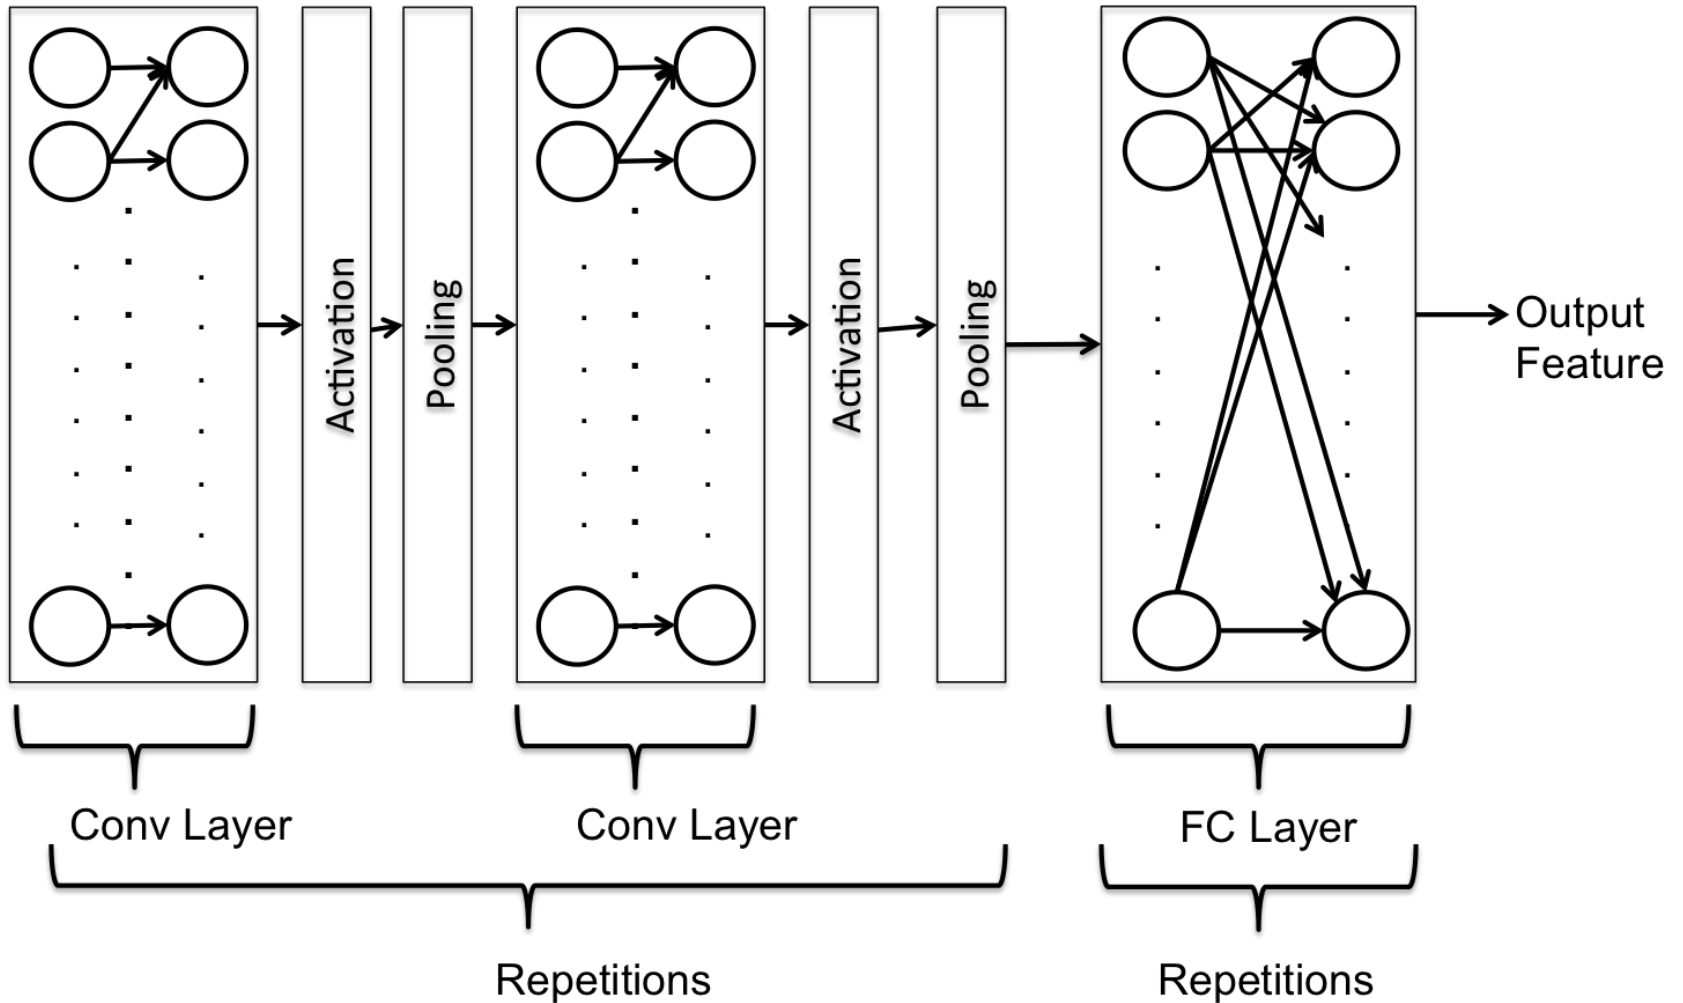 Activation
Pooling
Activation
Pooling
Output
Feature
Conv Layer
Conv Layer
FC Layer
Repetitions
Repetitions